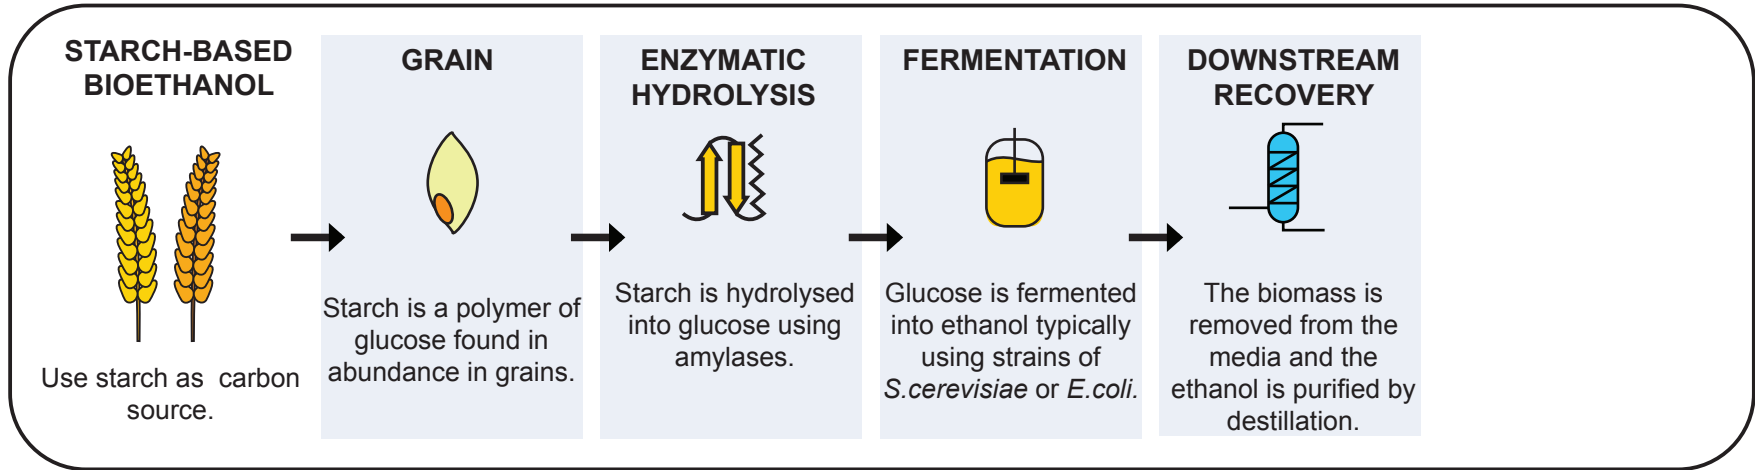 STARCH-BASED
BIOETHANOL
Use starch as  carbon
source.
GRAIN
Starch is a polymer of
glucose found in
abundance in grains.
ENZYMATIC
HYDROLYSIS
Starch is hydrolysed
into glucose using
amylases.
FERMENTATION
Glucose is fermented
into ethanol typically
using strains of
S.cerevisiae or E.coli.
DOWNSTREAM
RECOVERY
The biomass is
removed from the
media and the
ethanol is purified by
destillation.